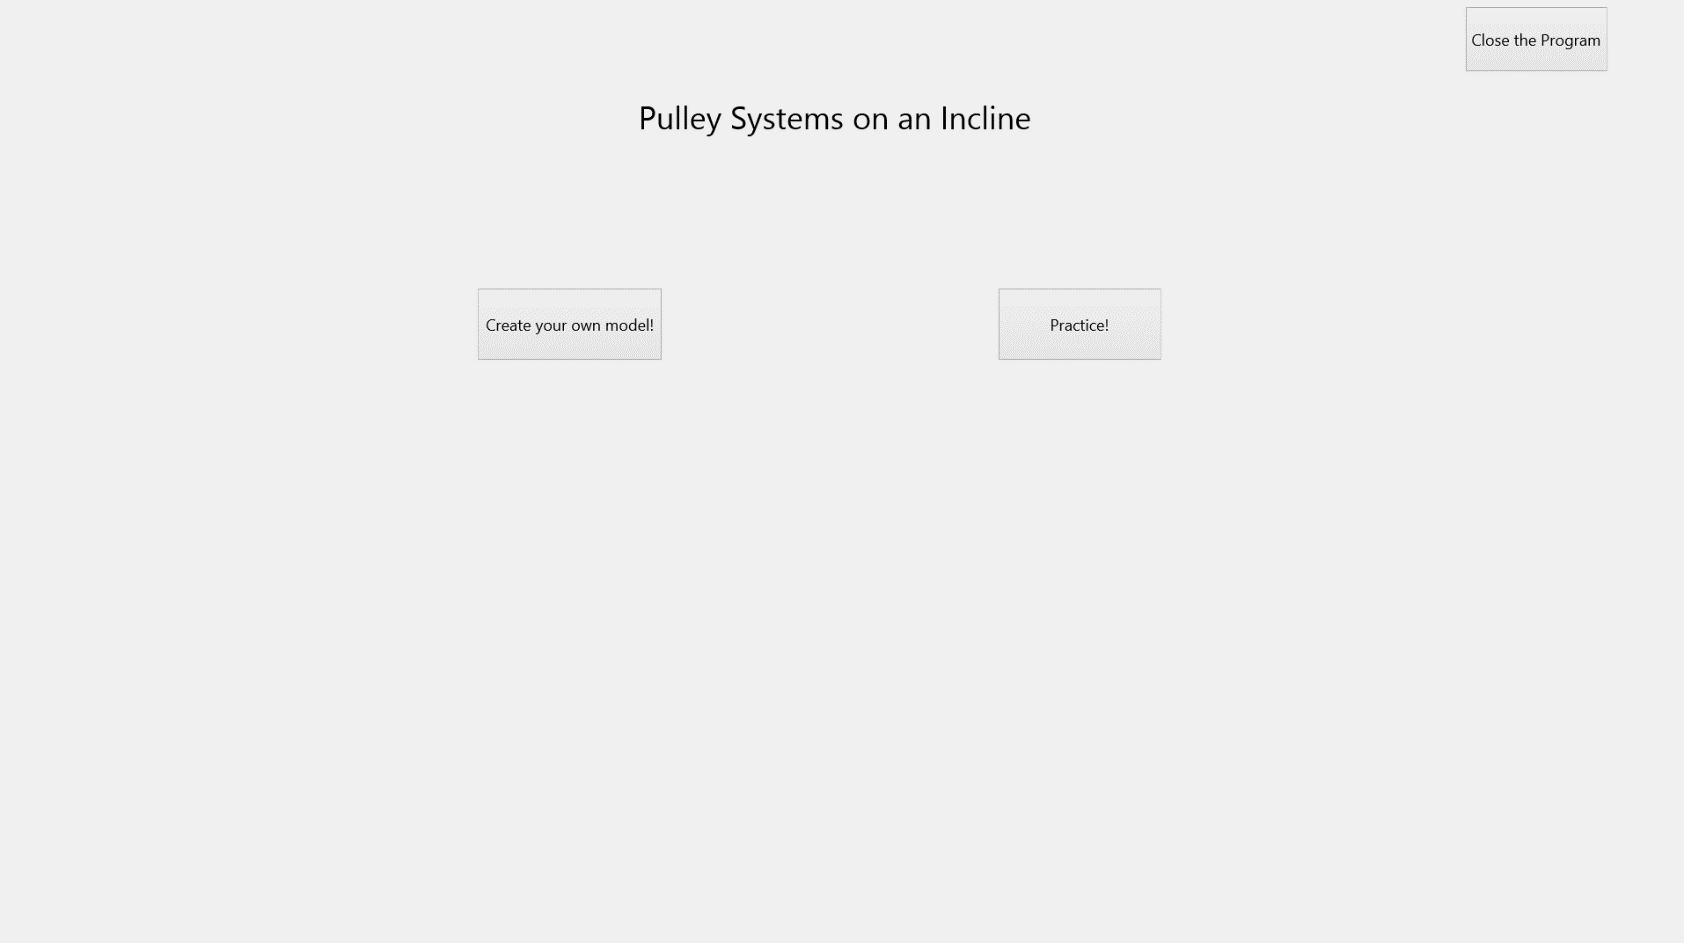 Close the Program
Pulley Systems on an Incline
Create your own model!
Practice!